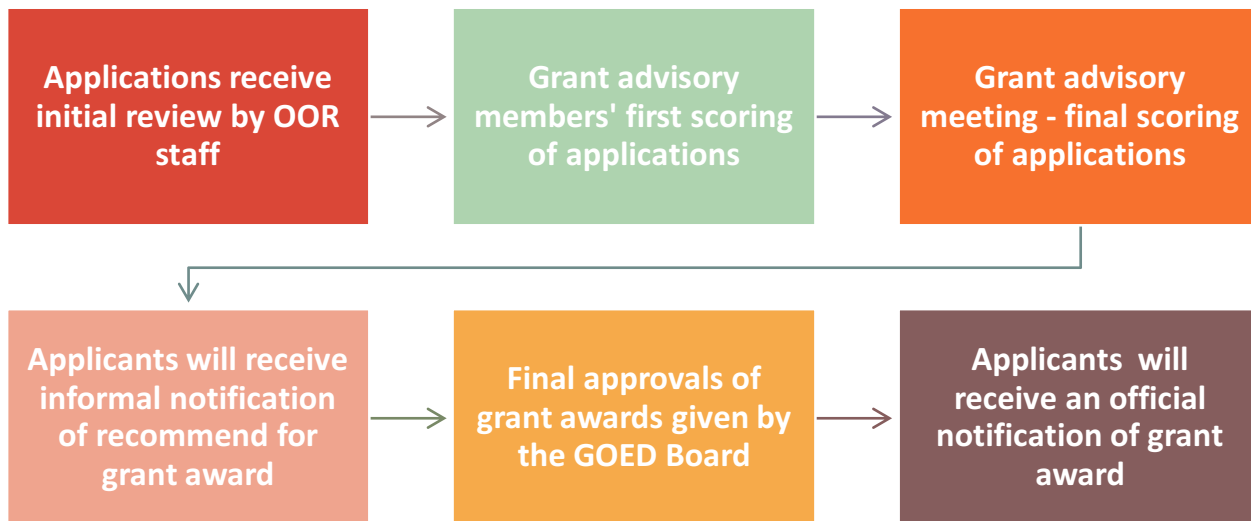 Applications receive
initial review by OOR
staff
Grant advisory
members' first scoring
of applications
Grant advisory
meeting - final scoring
of applications
Applicants will receive
informal notification
of recommend for
grant award
Final approvals of
grant awards given by
the GOED Board
Applicants  will
receive an official
notification of grant
award